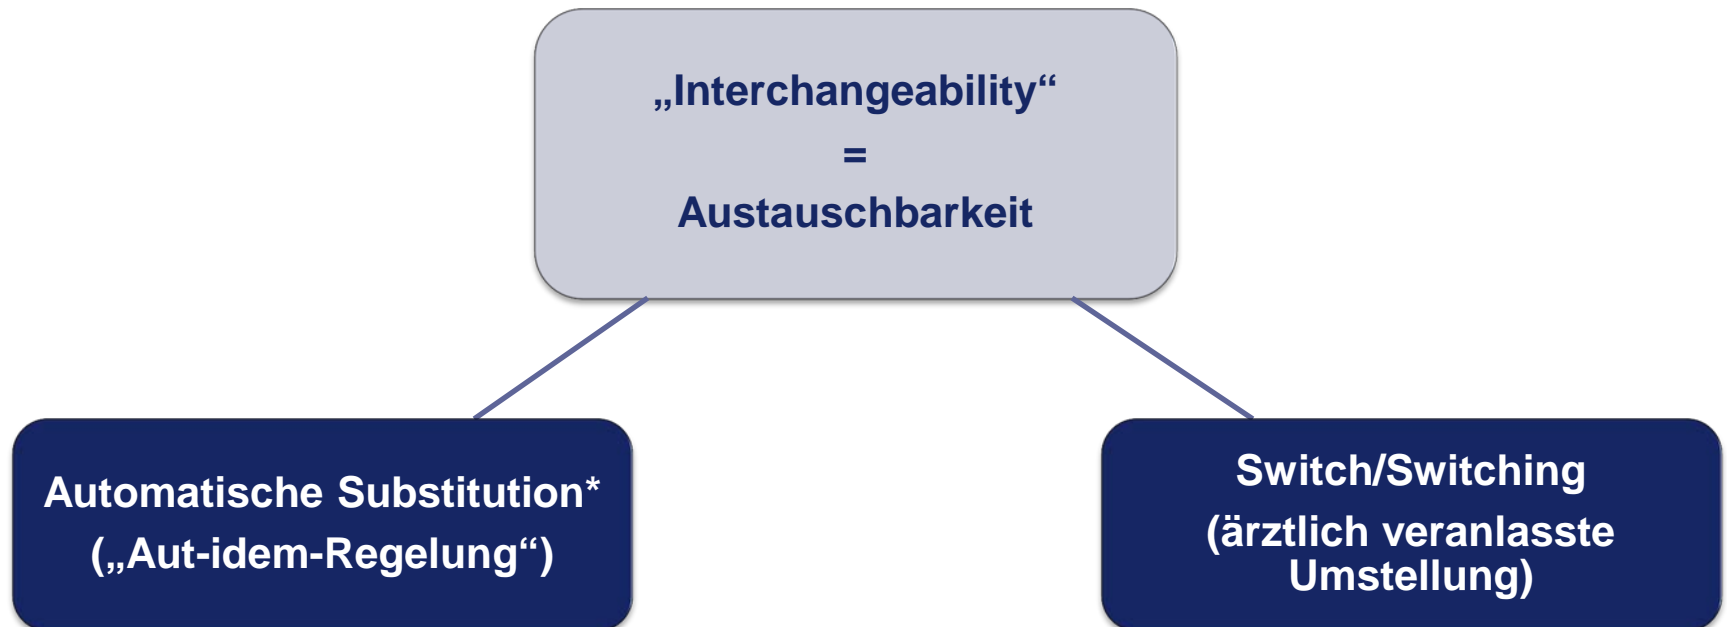 „Interchangeability“
=
Austauschbarkeit
Automatische Substitution*
(„Aut-idem-Regelung“)
Switch/Switching
(ärztlich veranlasste
Umstellung)